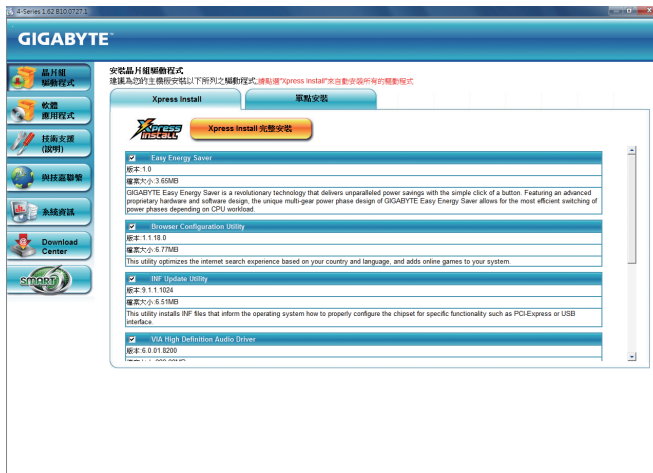 4-Series 1.62 B10.0727.1
GIGABYTE™
晶片組
驅動程式
軟體
應用程式
技術支援
(說明)
與技嘉聯繫
系統資訊
Download
Center
SMART 6
安裝晶片組驅動程式
建議為您的主機板安裝以下所列之驅動程式,請點選"Xpress Install"來自動安裝所有的驅動程式
Xpress Install
單點安裝
Xpress INSTALL
Xpress Install 完整安裝
Easy Energy Saver
版本:1.0
檔案大小:3.65MB
GIGABYTE Easy Energy Saver is a revolutionary technology that delivers unparalleled power savings with the simple click of a button. Featuring an advanced
proprietary hardware and software design, the unique multi-gear power phase design of GIGABYTE Easy Energy Saver allows for the most efficient switching of
power phases depending on CPU workload.
Browser Configuration Utility
版本:1.1.18.0
檔案大小:6.77MB
This utility optimizes the internet search experience based on your country and language, and adds online games to your system.
INF Update Utility
版本:9.1.1.1024
檔案大小:6.51MB
This utility installs INF files that inform the operating system how to properly configure the chipset for specific functionality such as PCI-Express or USB
interface.
VIA High Definition Audio Driver
版本:6.0.01.8200